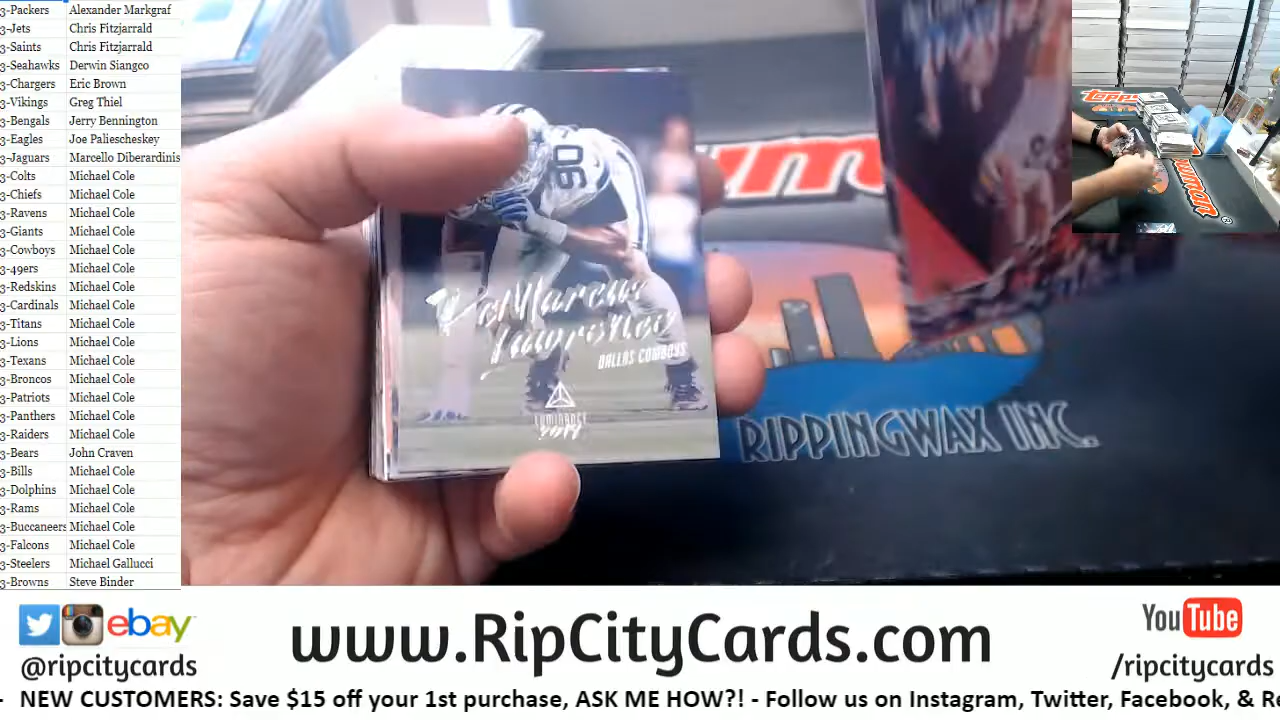 3-Packers Alexander Markgraf
3-Jets Chris Fitzjarrald
3-Saints Chris Fitzjarrald
3-Seahawks Derwin Siangco
3-Chargers Eric Brown
3-Vikings Greg Thiel
3-Bengals Jerry Bennington
3-Eagles Joe Paliescheskey
3-Jaguars Marcello Diberardinis
3-Colts Michael Cole
3-Chiefs Michael Cole
3-Ravens Michael Cole
3-Giants Michael Cole
3-Cowboys Michael Cole
3-49ers Michael Cole
3-Redskins Michael Cole
3-Cardinals Michael Cole
3-Titans Michael Cole
3-Lions Michael Cole
3-Texans Michael Cole
3-Broncos Michael Cole
3-Patriots Michael Cole
3-Panthers Michael Cole
3-Raiders Michael Cole
3-Bears John Craven
3-Bills Michael Cole
3-Dolphins Michael Cole
3-Rams Michael Cole
3-Buccaneers Michael Cole
3-Falcons Michael Cole
3-Steelers Michael Gallucci
3-Browns Steve Binder
90
DeMarcus
Lawrence
DALLAS COWBOYS
LUMINANCE
RIPPINGWAX INC.
Topps
ebay
@ripcitycards
www.RipCityCards.com
YouTube
/ripcitycards
- NEW CUSTOMERS: Save $15 off your 1st purchase, ASK ME HOW?! - Follow us on Instagram, Twitter, Facebook, & Re